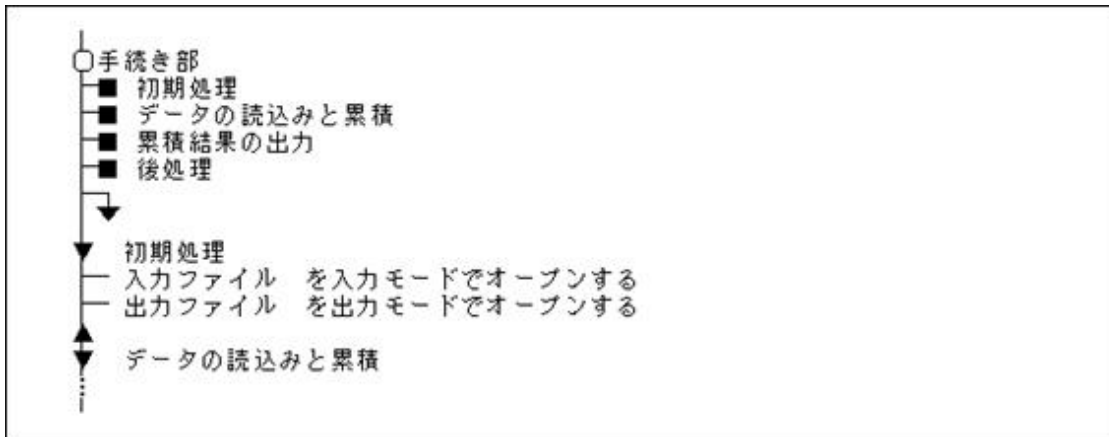 手続き部
初期処理
データの読込みと累積
累積結果の出力
後処理
初期処理
入力ファイル　を入力モードでオープンする
出力ファイル　を出力モードでオープンする
データの読込みと累積